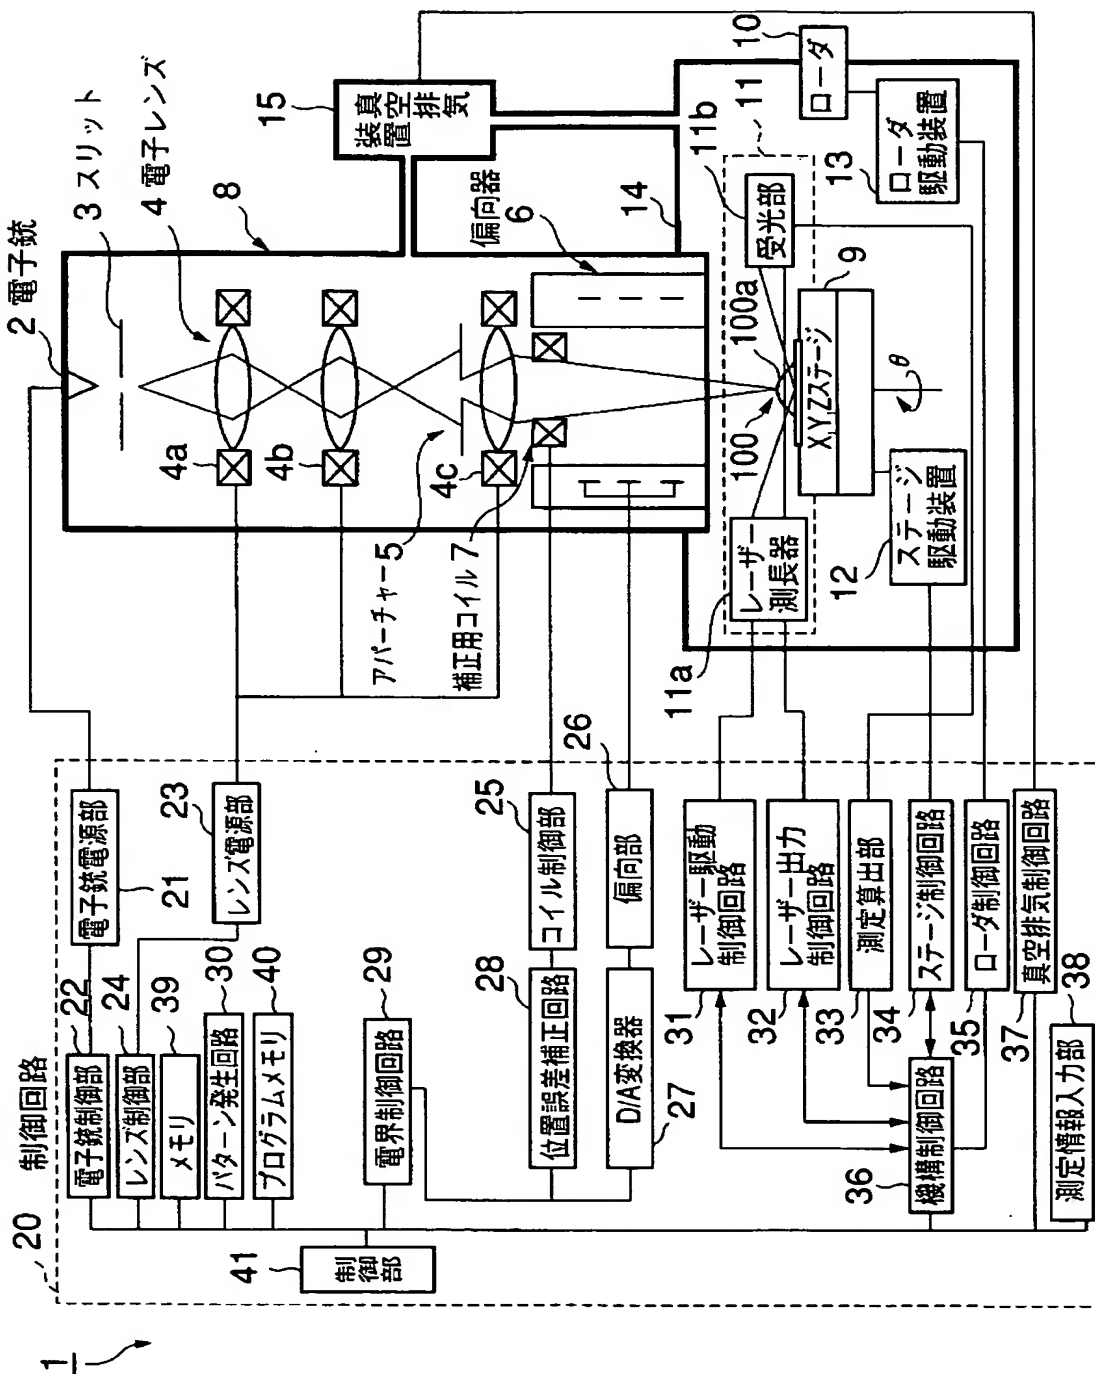 1
20 制御回路
2 電子銃
3 スリット
4 電子レンズ
8
15
真空排気
装置
10
ローダ
4a
4b
4c
アパーチャー 5
補正用コイル 7
偏向器
6
14
11b
11
受光部
100a
100
9
XYZステージ
θ
13
ローダ
駆動装置
11a
レーザー
測長器
12
ステージ
駆動装置
電子銃電源部
21
23
レンズ電源部
22
電子銃制御部
24
レンズ制御部
39
メモリ
30
パターン発生回路
40
プログラムメモリ
29
電界制御回路
25
コイル制御部
26
偏向部
28
位置誤差補正回路
D/A変換器
27
41
制御部
レーザー駆動
制御回路
31
レーザー出力
制御回路
32
測定算出部
33
ステージ制御回路
34
ローダ制御回路
35
機構制御回路
36
真空排気制御回路
37
38
測定情報入力部